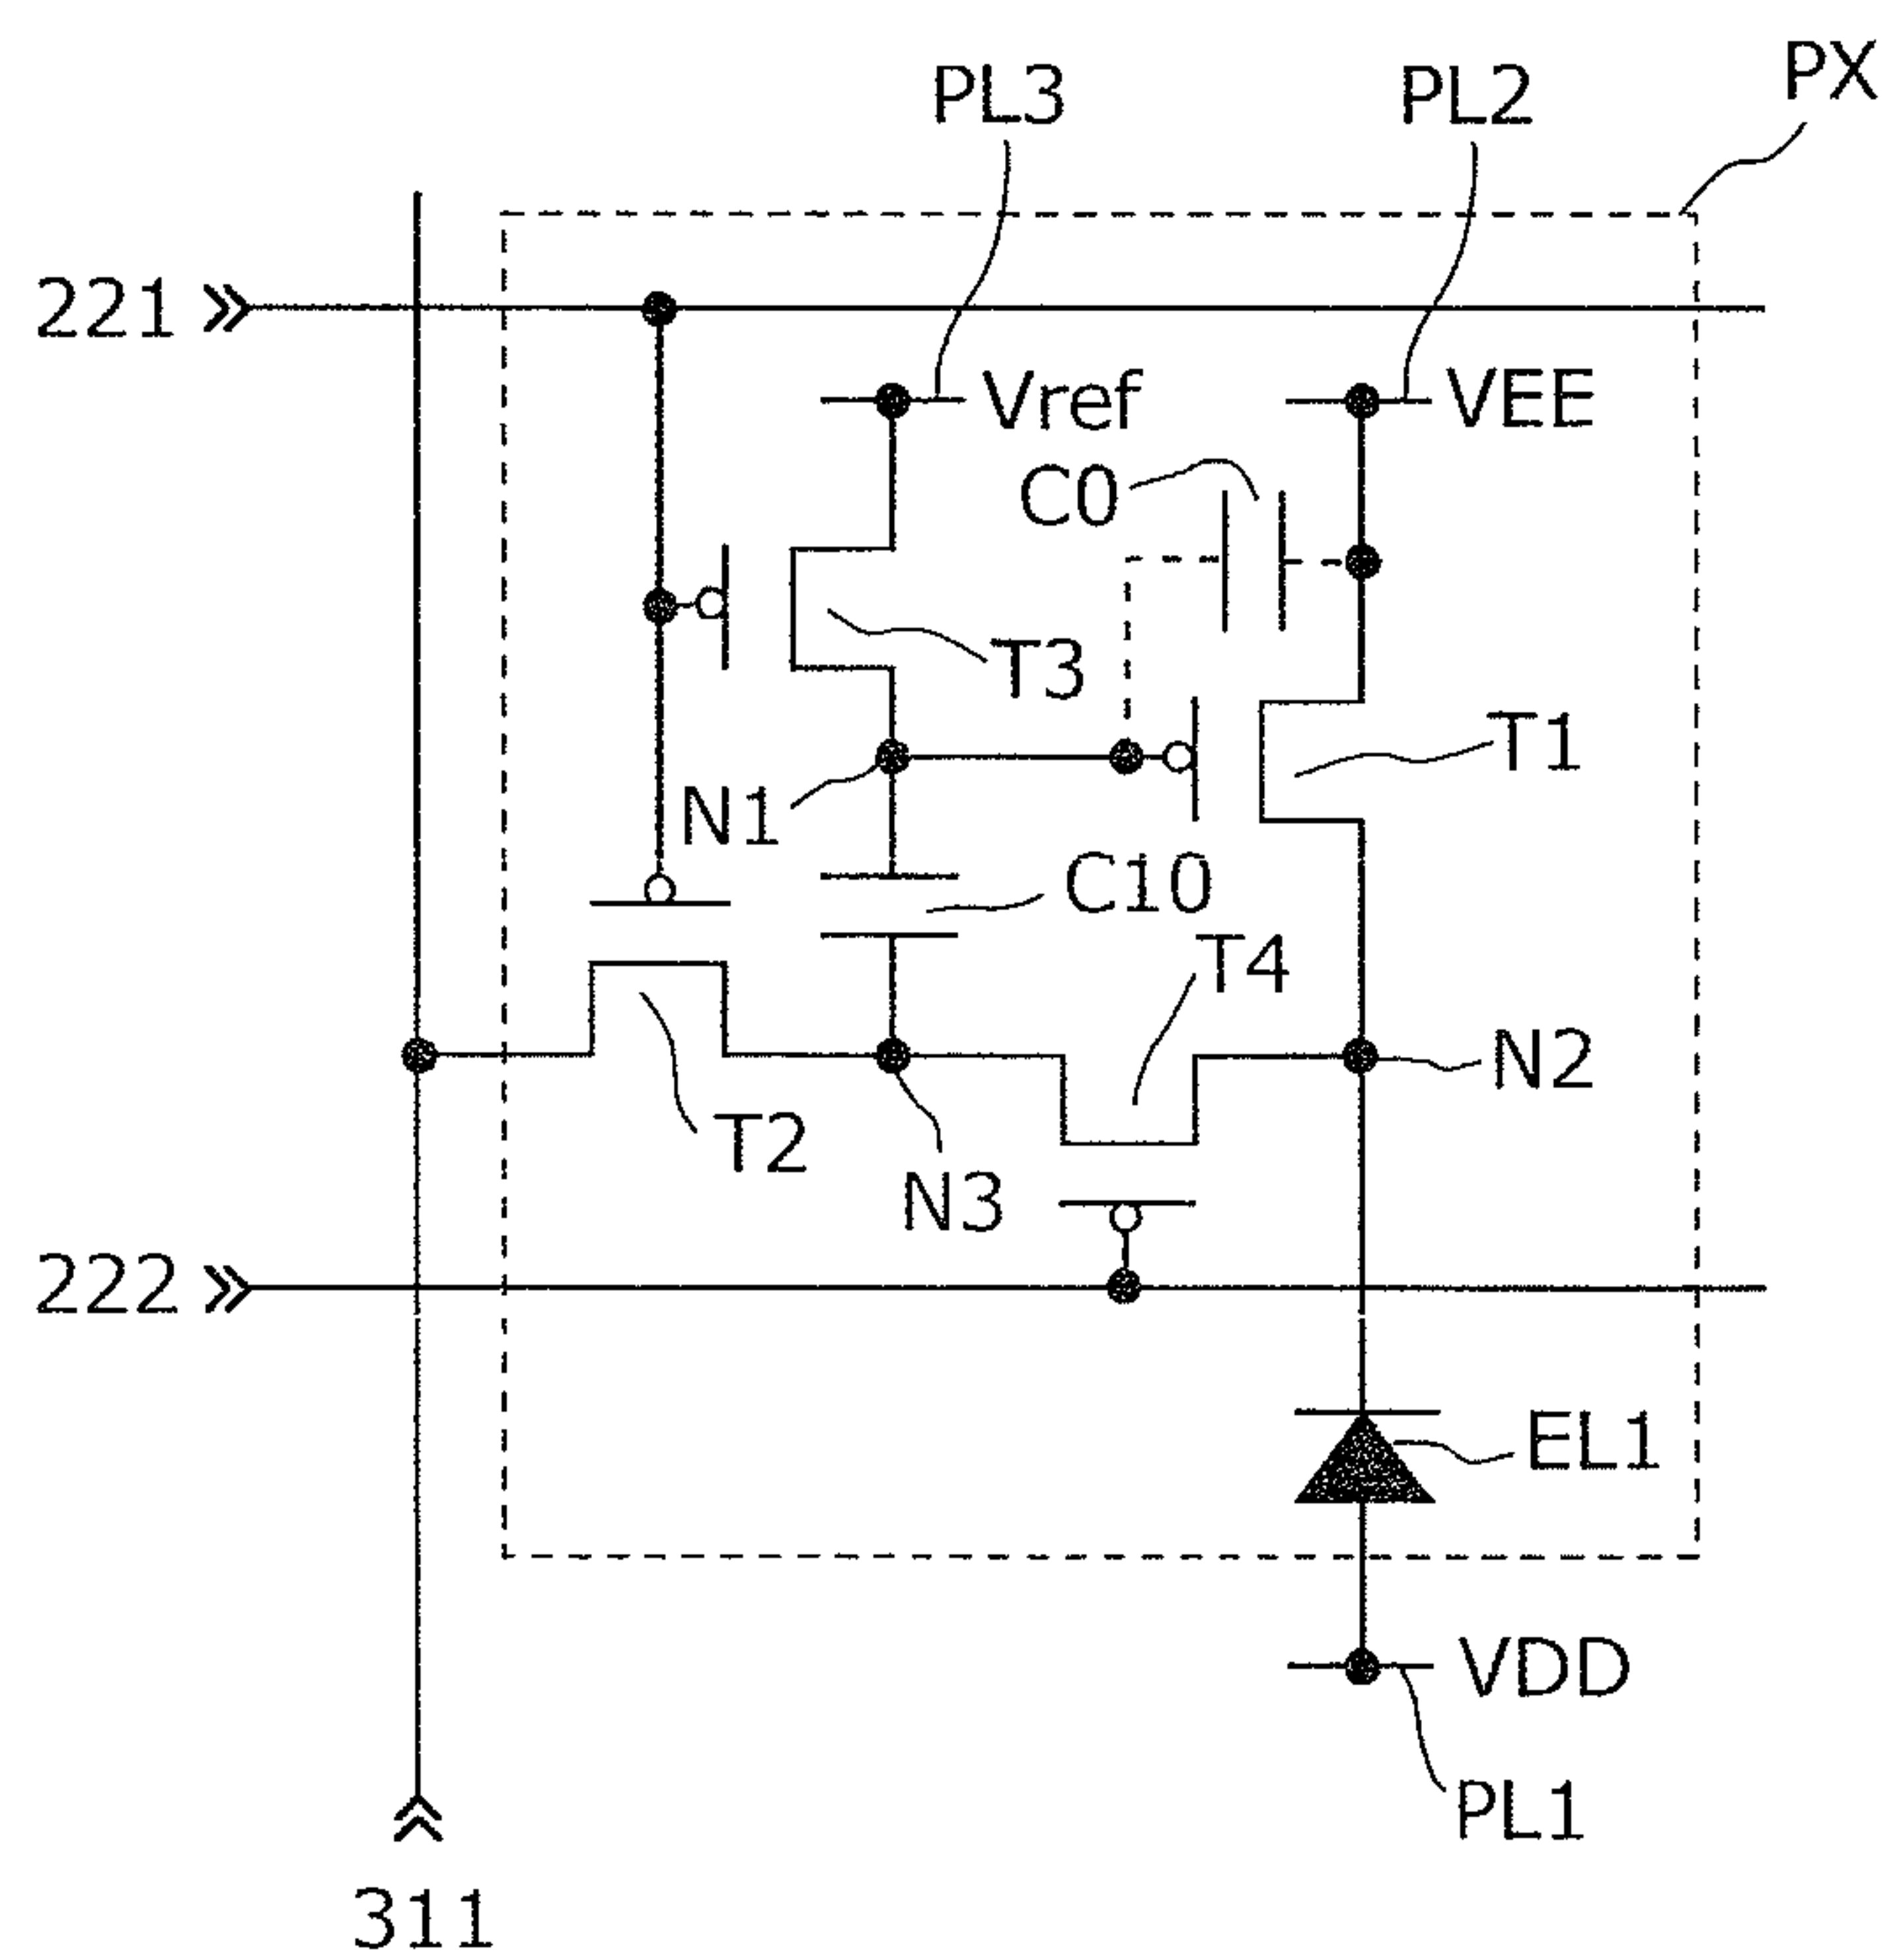 PL3
PL2
PX
221
Vref
VEE
C0
T3
T1
N1
C10
T4
N2
T2
N3
222
EL1
VDD
PL1
311